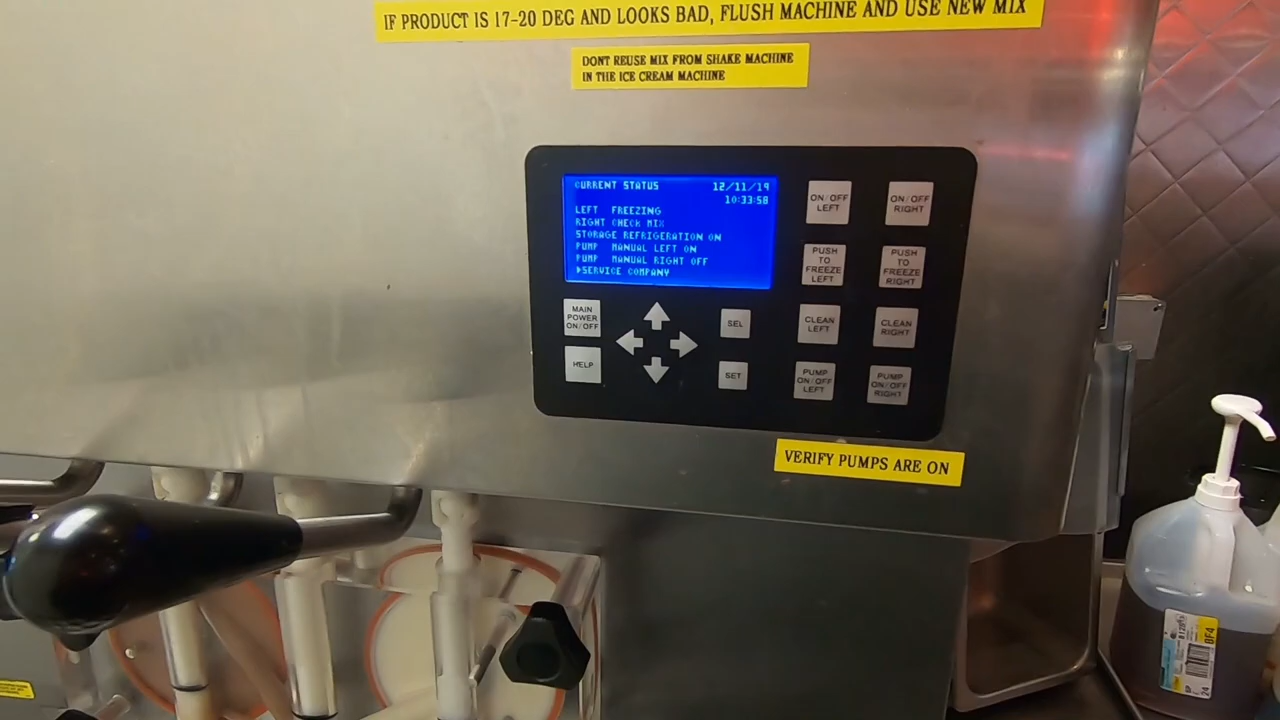 IF PRODUCT IS 17-20 DEG AND LOOKS BAD, FLUSH MACHINE AND USE NEW MIX
DONT REUSE MIX FROM SHAKE MACHINE
IN THE ICE CREAM MACHINE
CURRENT STATUS 12/11/19
10:33:58
LEFT FREEZING
RIGHT CHECK MIX
STORAGE REFRIGERATION ON
PUMP MANUAL LEFT ON
PUMP MANUAL RIGHT OFF
SERVICE COMPANY
ON/OFF
LEFT
ON/OFF
RIGHT
PUSH
TO
FREEZE
LEFT
PUSH
TO
FREEZE
RIGHT
MAIN
POWER
ON/OFF
SEL
CLEAN
LEFT
CLEAN
RIGHT
HELP
SET
PUMP
ON/OFF
LEFT
PUMP
ON/OFF
RIGHT
VERIFY PUMPS ARE ON
BF4
24